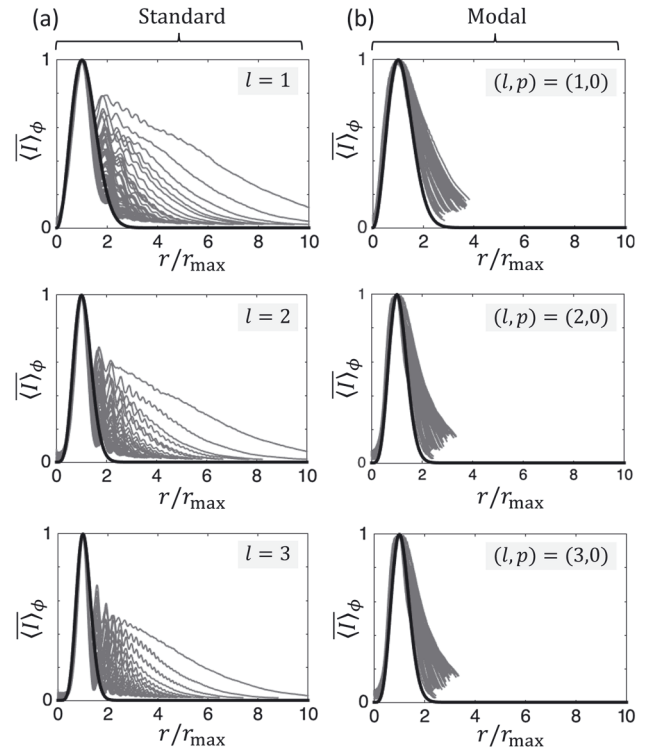 (a) Standard
(b) Modal
1
l = 1
⟨I⟩ϕ
0
0 2 4 6 8 10
r/rmax
1
(l, p) = (1,0)
⟨I⟩ϕ
0
0 2 4 6 8 10
r/rmax
1
l = 2
⟨I⟩ϕ
0
0 2 4 6 8 10
r/rmax
1
(l, p) = (2,0)
⟨I⟩ϕ
0
0 2 4 6 8 10
r/rmax
1
l = 3
⟨I⟩ϕ
0
0 2 4 6 8 10
r/rmax
1
(l, p) = (3,0)
⟨I⟩ϕ
0
0 2 4 6 8 10
r/rmax